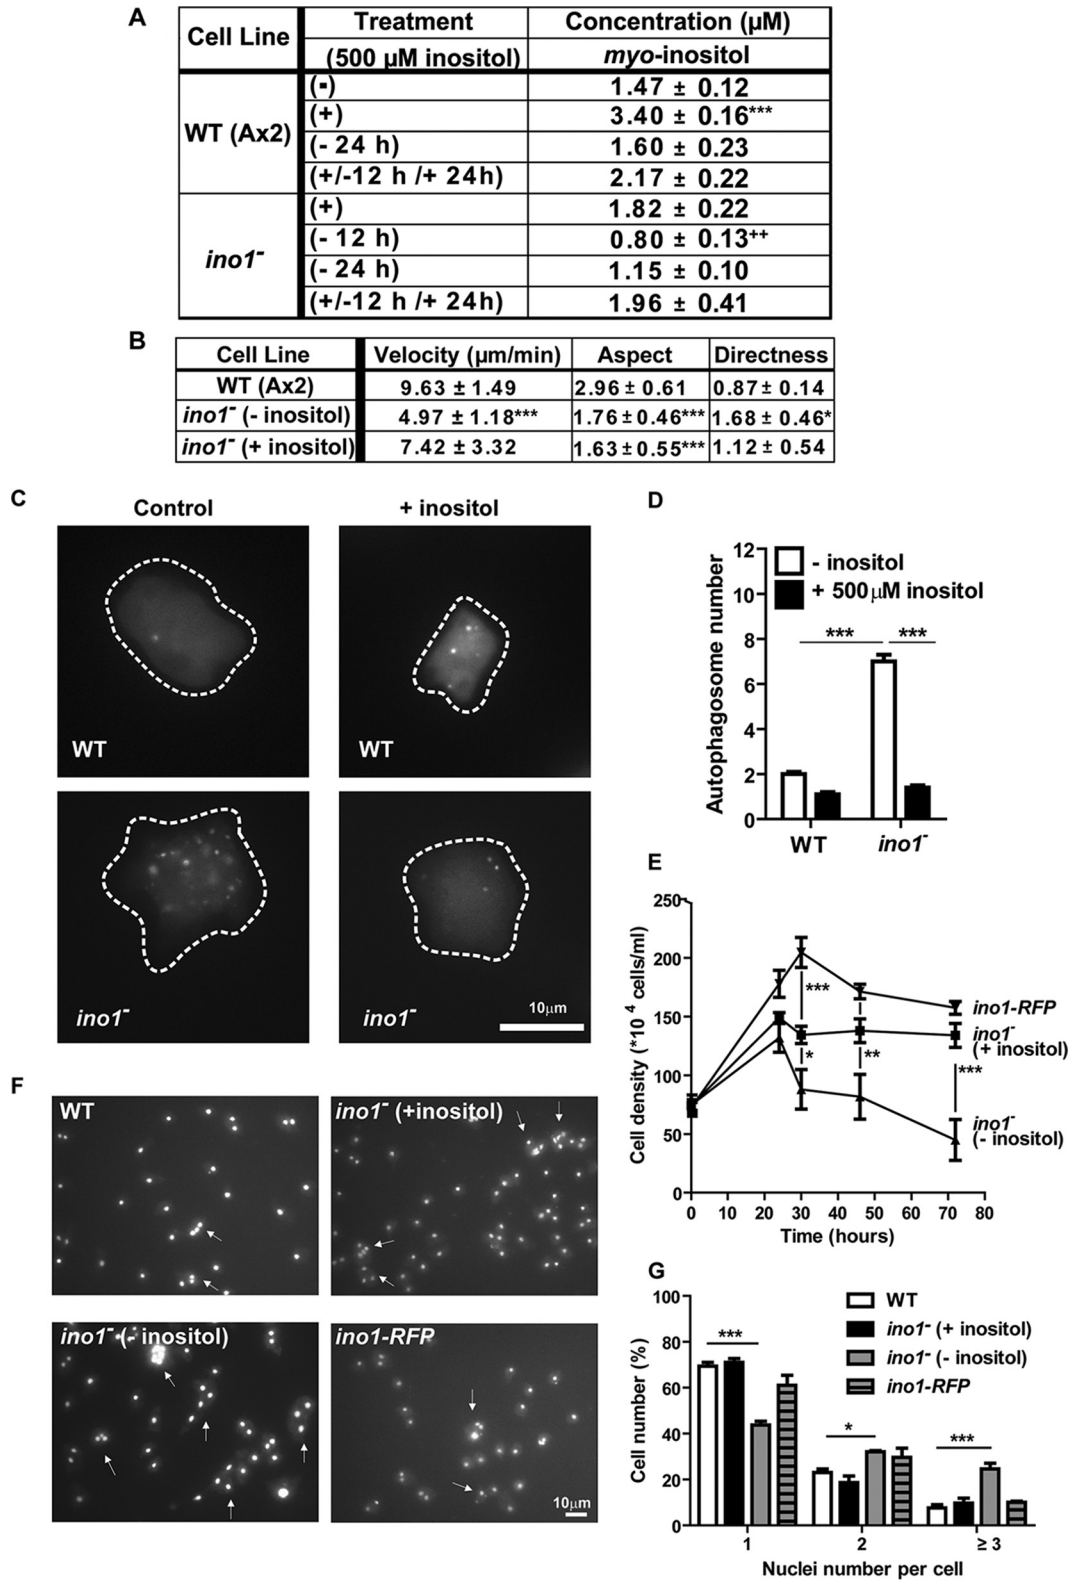 A
Cell Line
Treatment
(500 µM inositol)
Concentration (µM)
myo-inositol
WT (Ax2)
(-)
1.47 ± 0.12
(+)
3.40 ± 0.16***
(- 24 h)
1.60 ± 0.23
(+/-12 h /+ 24h)
2.17 ± 0.22
ino1-
(+)
1.82 ± 0.22
(- 12 h)
0.80 ± 0.13++
(- 24 h)
1.15 ± 0.10
(+/-12 h /+ 24h)
1.96 ± 0.41
B
Cell Line
Velocity (µm/min)
Aspect
Directness
WT (Ax2)
9.63 ± 1.49
2.96 ± 0.61
0.87 ± 0.14
ino1- (- inositol)
4.97 ± 1.18***
1.76 ± 0.46***
1.68 ± 0.46*
ino1- (+ inositol)
7.42 ± 3.32
1.63 ± 0.55***
1.12 ± 0.54
C
Control
+ inositol
WT
WT
ino1-
ino1-
10µm
D
Autophagosome number
12
10
8
6
4
2
0
- inositol
+ 500µM inositol
***
***
WT
ino1-
E
Cell density (*10 4 cells/ml)
250
200
150
100
50
0
***
*
**
***
ino1-RFP
ino1-
(+ inositol)
ino1-
(- inositol)
0
10
20
30
40
50
60
70
80
Time (hours)
F
WT
ino1- (+inositol)
ino1- (- inositol)
ino1-RFP
10µm
G
Cell number (%)
100
80
60
40
20
0
WT
ino1- (+ inositol)
ino1- (- inositol)
ino1-RFP
***
*
***
1
2
≥ 3
Nuclei number per cell